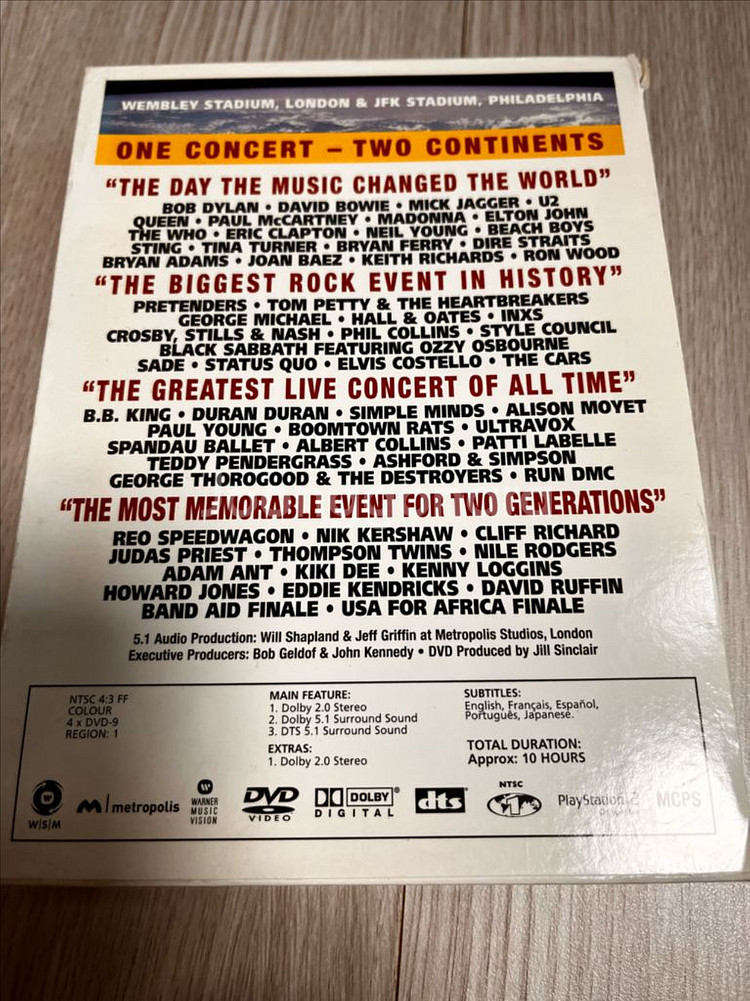 WEMBLEY STADIUM, LONDON & JFK STADIUM, PHILADELPHIA
ONE CONCERT – TWO CONTINENTS
“THE DAY THE MUSIC CHANGED THE WORLD”
BOB DYLAN • DAVID BOWIE • MICK JAGGER • U2
QUEEN • PAUL McCARTNEY • MADONNA • ELTON JOHN
THE WHO • ERIC CLAPTON • NEIL YOUNG • BEACH BOYS
STING • TINA TURNER • BRYAN FERRY • DIRE STRAITS
BRYAN ADAMS • JOAN BAEZ • KEITH RICHARDS • RON WOOD
“THE BIGGEST ROCK EVENT IN HISTORY”
PRETENDERS • TOM PETTY & THE HEARTBREAKERS
GEORGE MICHAEL • HALL & OATES • INXS
CROSBY, STILLS & NASH • PHIL COLLINS • STYLE COUNCIL
BLACK SABBATH FEATURING OZZY OSBOURNE
SADE • STATUS QUO • ELVIS COSTELLO • THE CARS
“THE GREATEST LIVE CONCERT OF ALL TIME”
B.B. KING • DURAN DURAN • SIMPLE MINDS • ALISON MOYET
PAUL YOUNG • BOOMTOWN RATS • ULTRAVOX
SPANDAU BALLET • ALBERT COLLINS • PATTI LABELLE
TEDDY PENDERGRASS • ASHFORD & SIMPSON
GEORGE THOROGOOD & THE DESTROYERS • RUN DMC
“THE MOST MEMORABLE EVENT FOR TWO GENERATIONS”
REO SPEEDWAGON • NIK KERSHAW • CLIFF RICHARD
JUDAS PRIEST • THOMPSON TWINS • NILE RODGERS
ADAM ANT • KIKI DEE • KENNY LOGGINS
HOWARD JONES • EDDIE KENDRICKS • DAVID RUFFIN
BAND AID FINALE • USA FOR AFRICA FINALE
5.1 Audio Production: Will Shapland & Jeff Griffin at Metropolis Studios, London
Executive Producers: Bob Geldof & John Kennedy • DVD Produced by Jill Sinclair
NTSC 4:3 FF
COLOUR
4 x DVD-9
REGION: 1
MAIN FEATURE:
1. Dolby 2.0 Stereo
2. Dolby 5.1 Surround Sound
3. DTS 5.1 Surround Sound
EXTRAS:
1. Dolby 2.0 Stereo
SUBTITLES:
English, Français, Español,
Português, Japanese.
TOTAL DURATION:
Approx: 10 HOURS
W|S|M
M|metropolis
WARNER
MUSIC
VISION
DVD
VIDEO
DOLBY
DIGITAL
dts
NTSC
1
PlayStation 2
MCPS